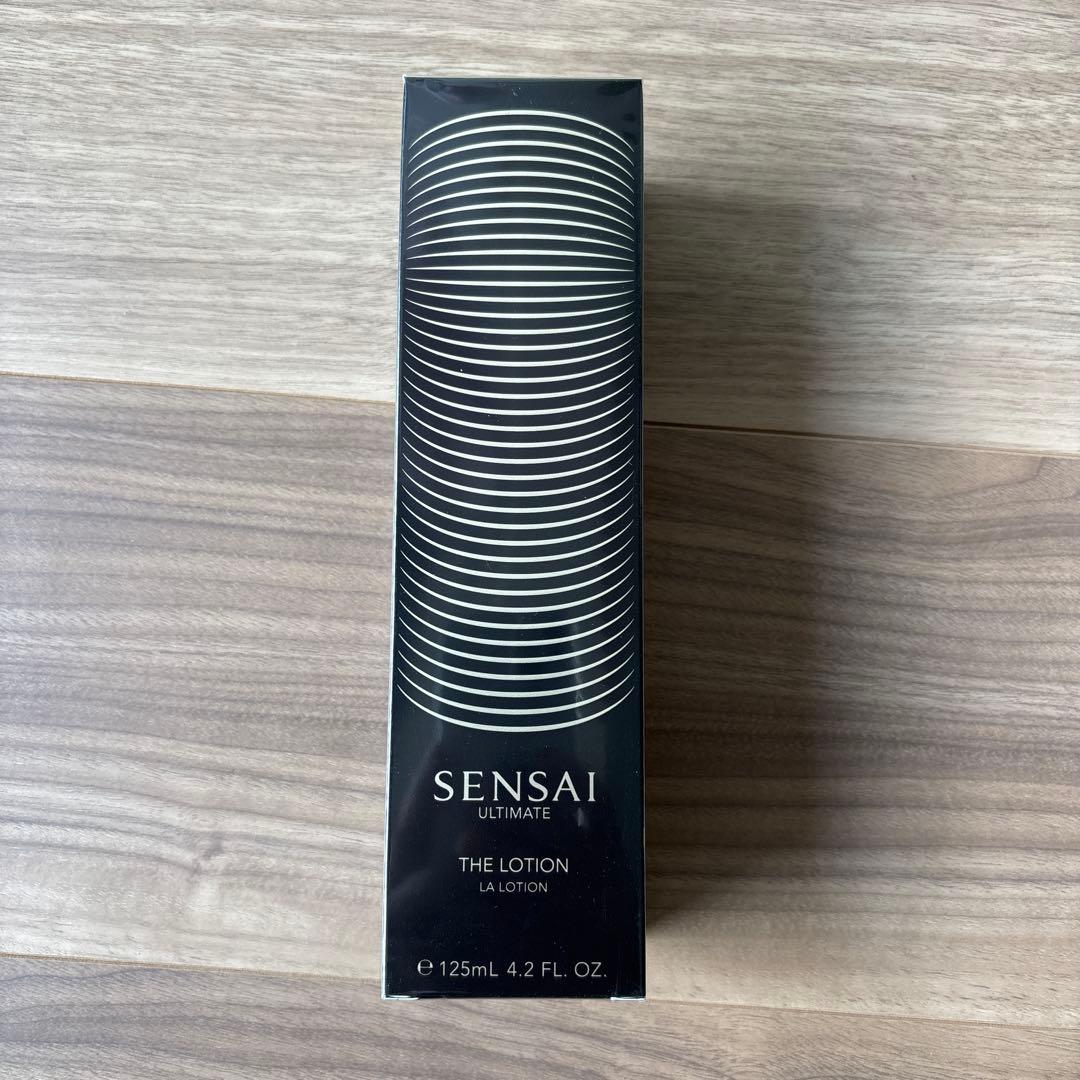 SENSAI
ULTIMATE
THE LOTION
LA LOTION
℮ 125mL 4.2 FL. OZ.